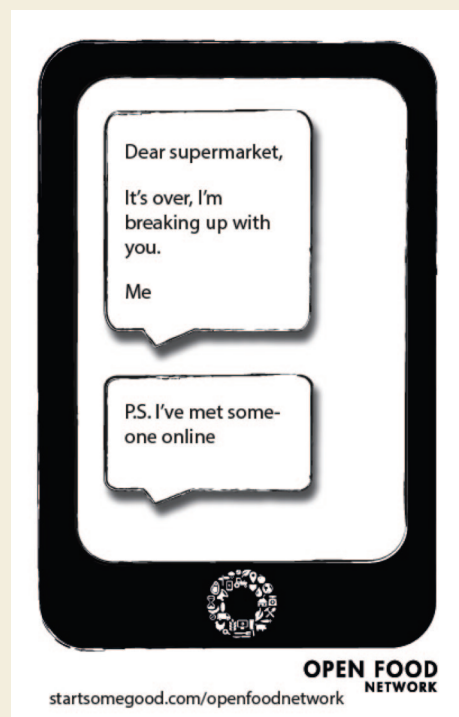 Dear supermarket,
It's over, I'm
breaking up with
you.
Me
P.S. I've met some-
one online
OPEN FOOD
NETWORK
startsomegood.com/openfoodnetwork